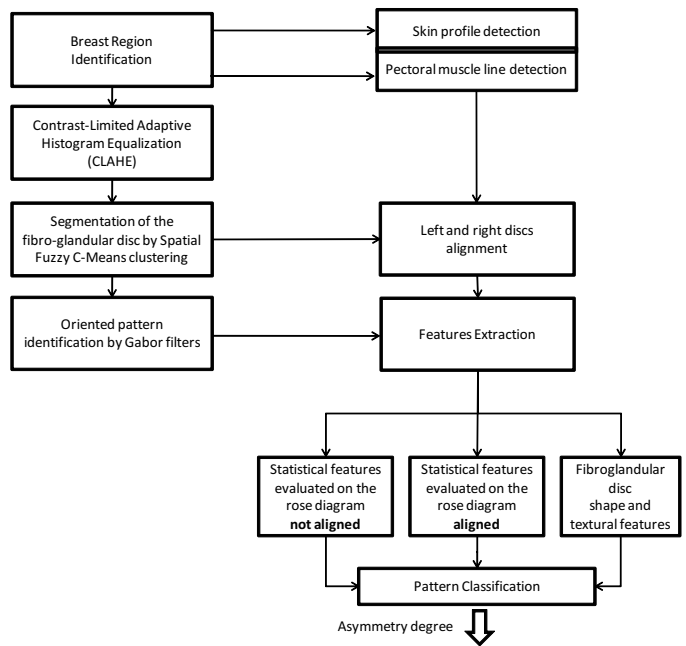 Breast Region
Identification
Skin profile detection
Pectoral muscle line detection
Contrast-Limited Adaptive
Histogram Equalization
(CLAHE)
Segmentation of the
fibro-glandular disc by Spatial
Fuzzy C-Means clustering
Left and right discs
alignment
Oriented pattern
identification by Gabor filters
Features Extraction
Statistical features
evaluated on the
rose diagram
not aligned
Statistical features
evaluated on the
rose diagram
aligned
Fibroglandular
disc
shape and
textural features
Pattern Classification
Asymmetry degree